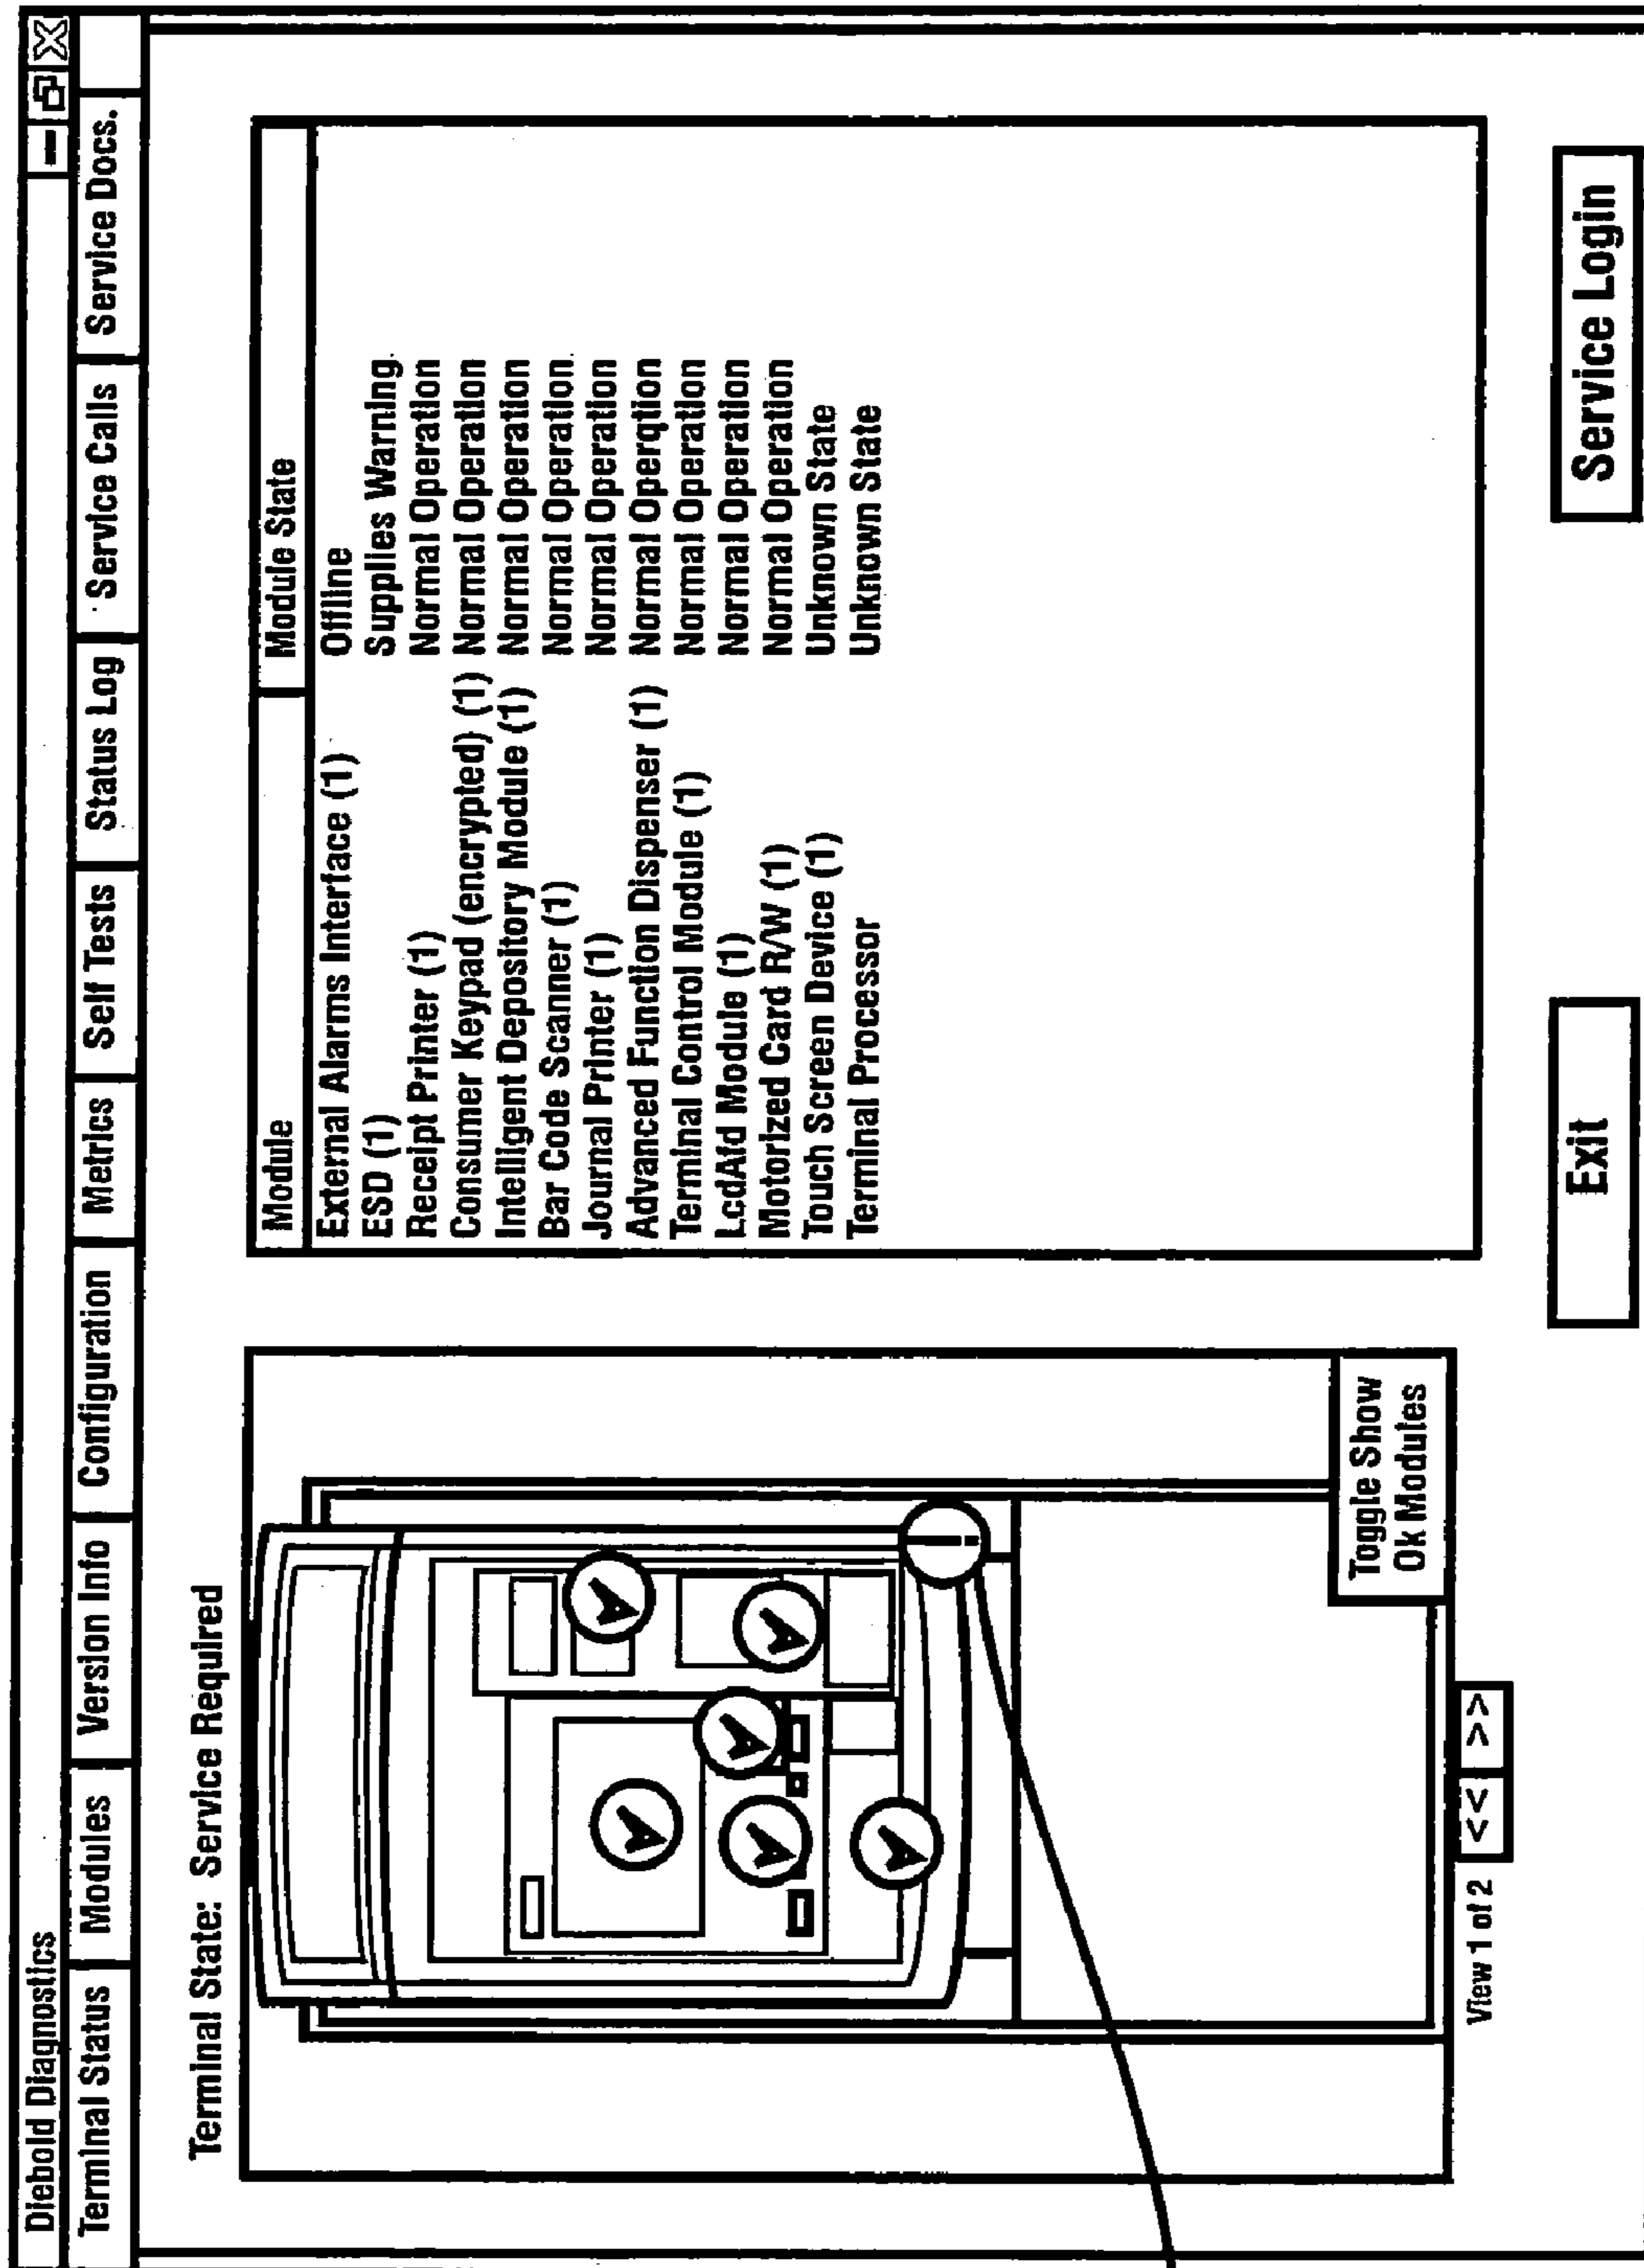 Diebold Diagnostics
Terminal Status Modules Version Info Configuration Metrics Self Tests Status Log Service Calls Service Docs.
Terminal State: Service Required
Toggle Show
Ok Modules
View 1 of 2 << >>
Module Module State
External Alarms Interface (1) Offline
ESD (1) Supplies Warning
Receipt Printer (1) Normal Operation
Consumer Keypad (encrypted) (1) Normal Operation
Intelligent Depository Module (1) Normal Operation
Bar Code Scanner (1) Normal Operation
Journal Printer (1) Normal Operation
Advanced Function Dispenser (1) Normal Operation
Terminal Control Module (1) Normal Operation
LcdAfd Module (1) Normal Operation
Motorized Card R/W (1) Normal Operation
Touch Screen Device (1) Unknown State
Terminal Processor Unknown State
Exit Service Login